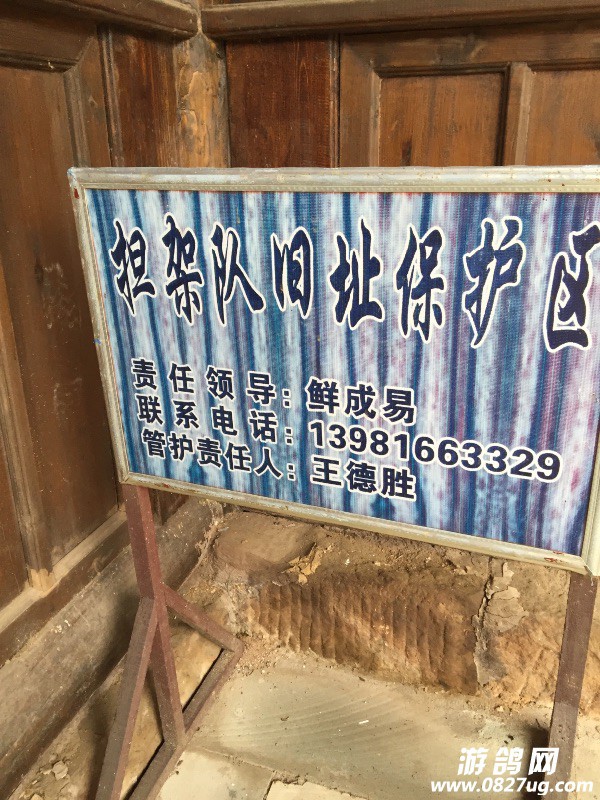 担架队旧址保护区
责任领导：鲜成易
联系电话：13981663329
管护责任人：王德胜
游鸽网
www.0827ug.com